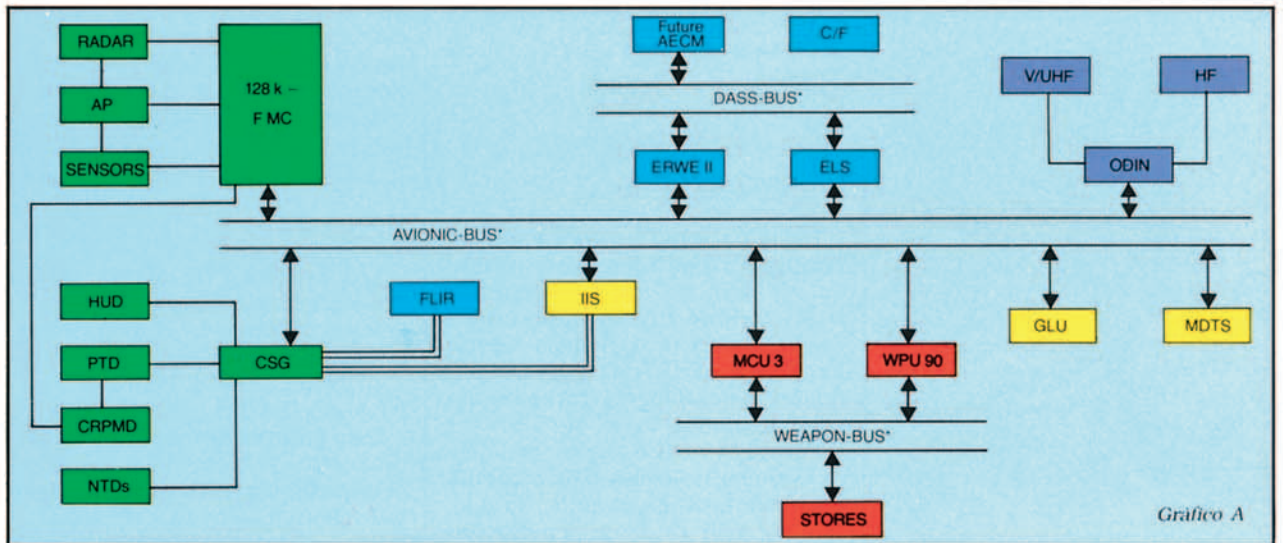 RADAR
AP
SENSORS
128 k –
F MC
Future
AECM
C/F
DASS-BUS*
ERWE II
ELS
V/UHF
HF
ODIN
AVIONIC-BUS*
HUD
PTD
CRPMD
NTDs
CSG
FLIR
IIS
MCU 3
WPU 90
GLU
MDTS
WEAPON-BUS*
STORES
Gráfico A